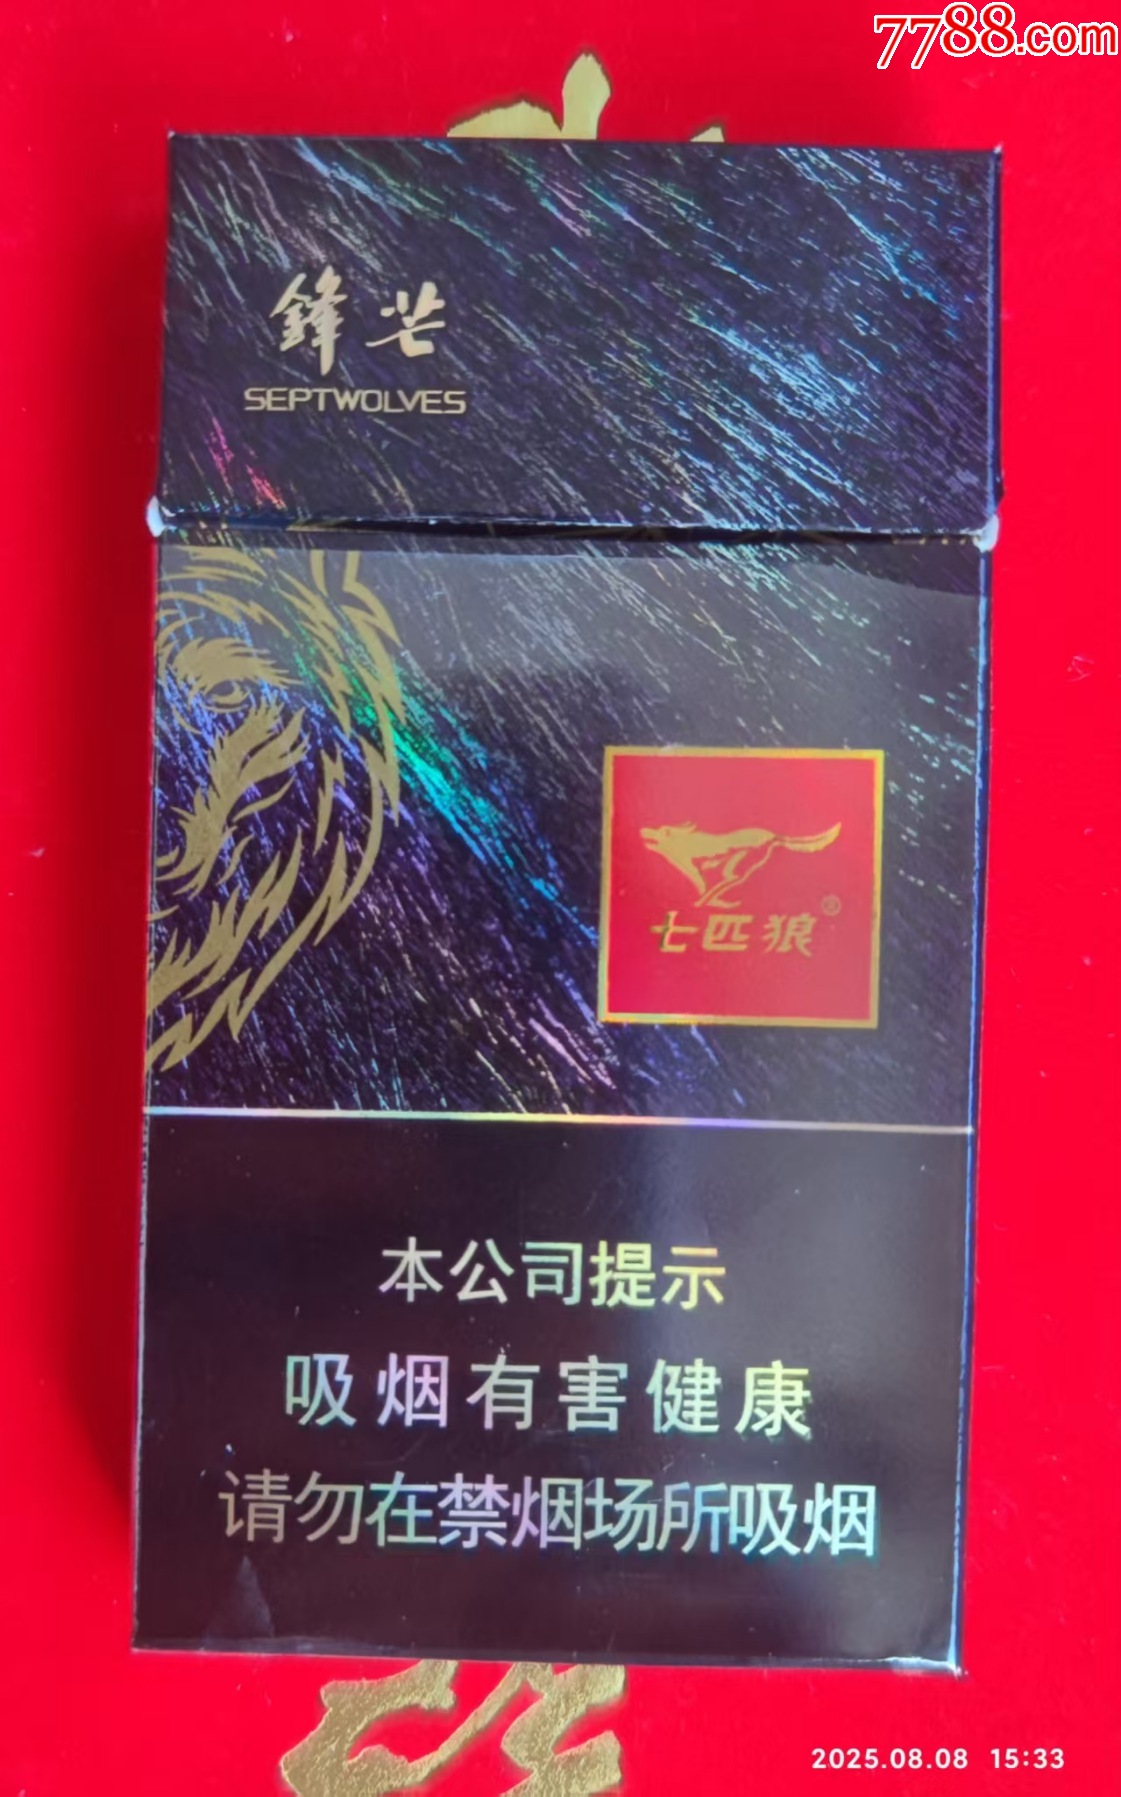 7788.com
鋒芒
SEPTWOLVES
七匹狼®
本公司提示
吸烟有害健康
请勿在禁烟场所吸烟
2025.08.08 15:33